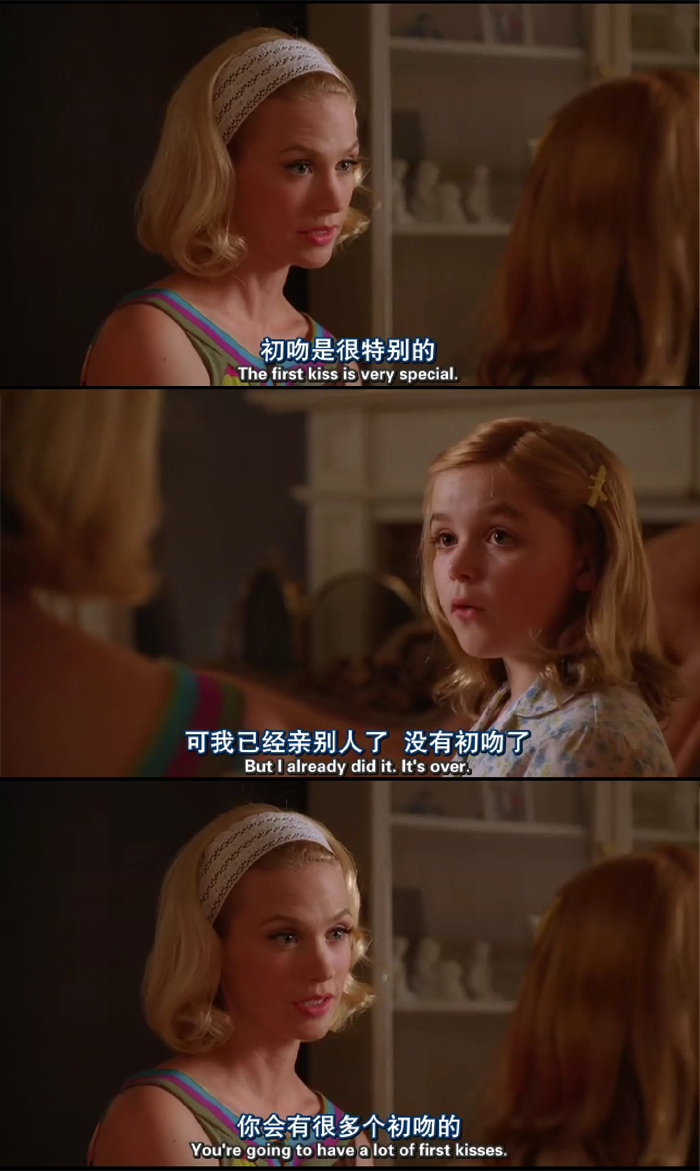 初吻是很特别的
The first kiss is very special.
可我已经亲别人了 没有初吻了
But I already did it. It's over.
你会有很多个初吻的
You're going to have a lot of first kisses.